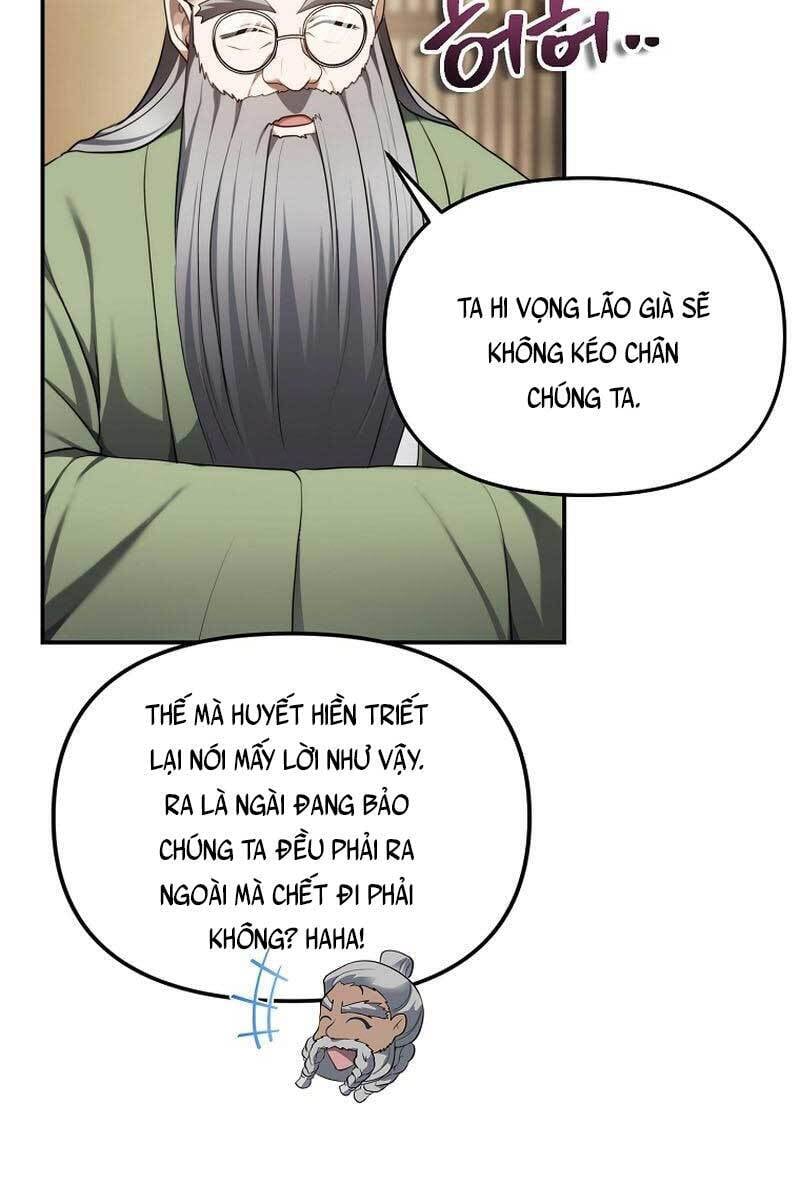 허허..
TA HI VỌNG LÃO GIÀ SẼ
KHÔNG KÉO CHÂN
CHÚNG TA.
THẾ MÀ HUYẾT HIỀN TRIẾT
LẠI NÓI MẤY LỜI NHƯ VẬY.
RA LÀ NGÀI ĐANG BẢO
CHÚNG TA ĐỀU PHẢI RA
NGOÀI MÀ CHẾT ĐI PHẢI
KHÔNG? HAHA!